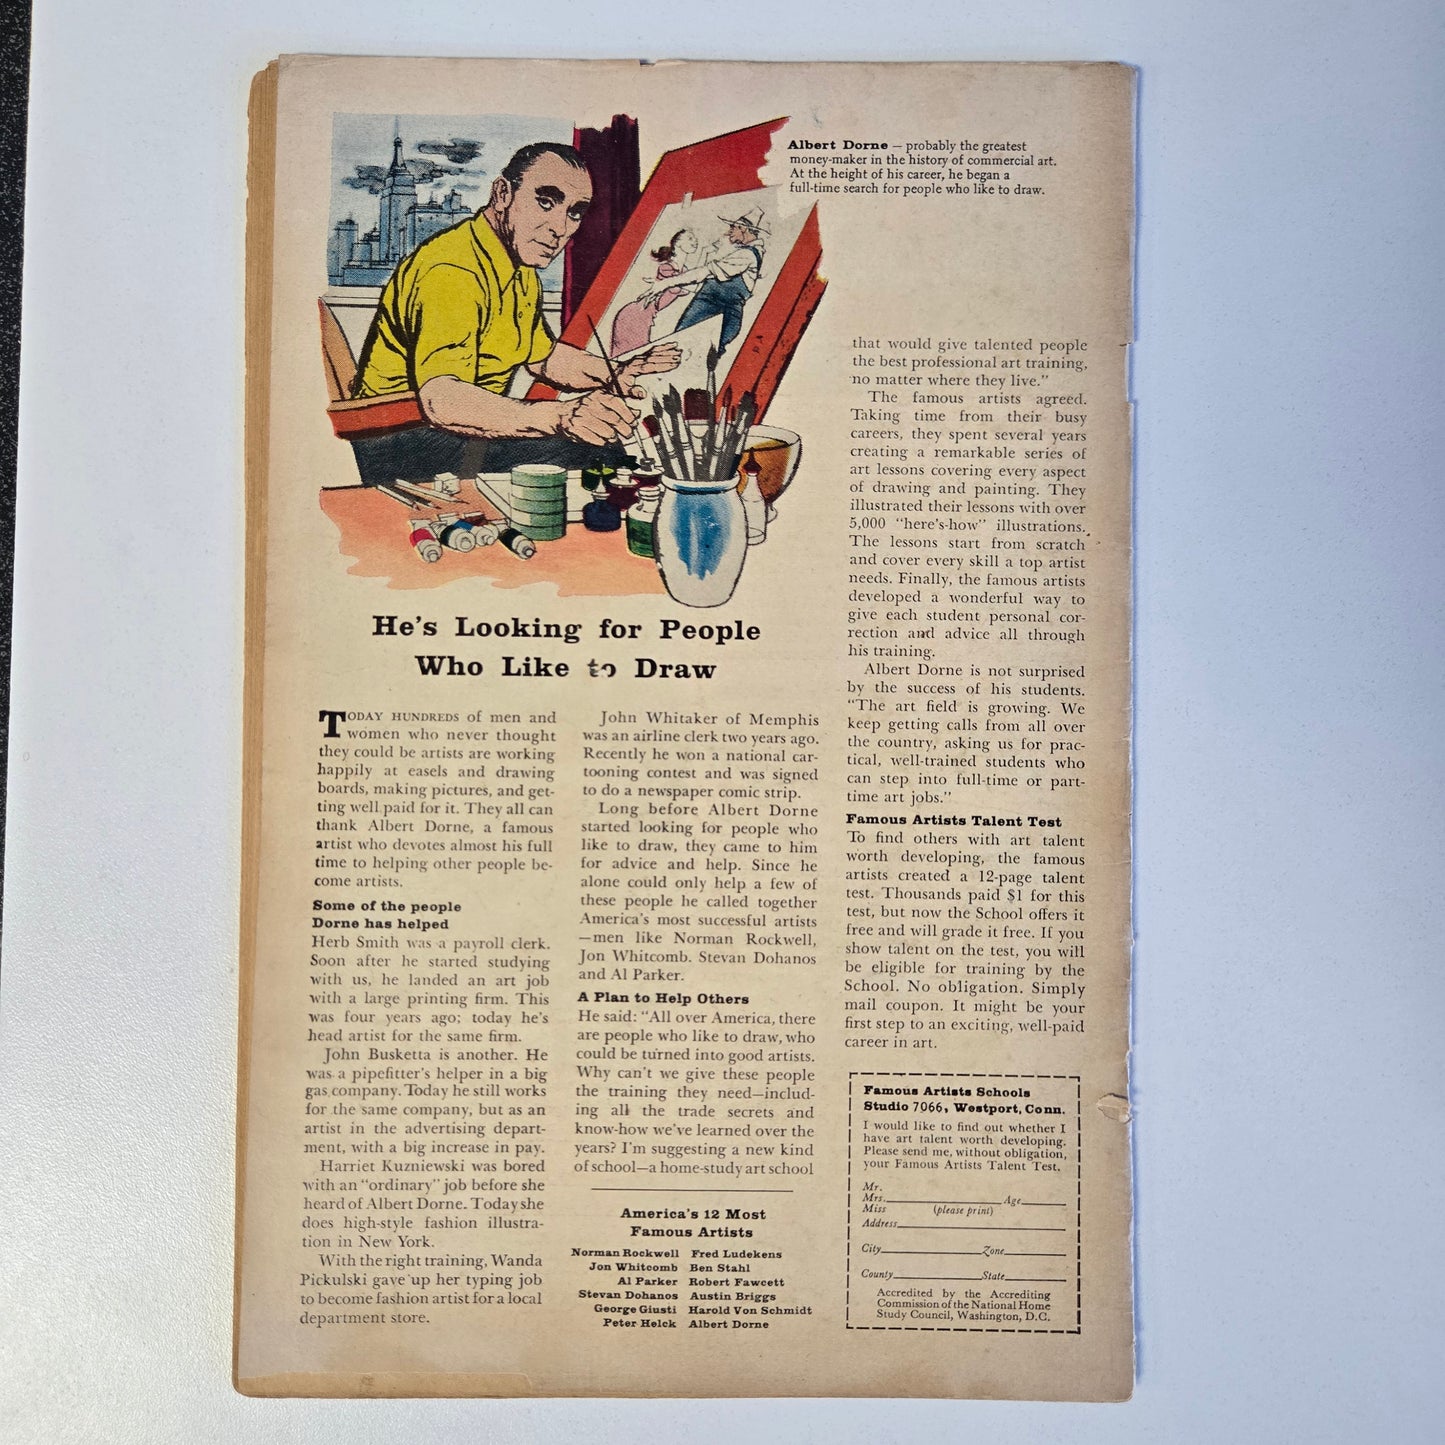 Albert Dorne – probably the greatest
money-maker in the history of commercial art.
At the height of his career, he began a
full-time search for people who like to draw.
He's Looking for People
Who Like to Draw
TODAY HUNDREDS of men and
women who never thought
they could be artists are working
happily at easels and drawing
boards, making pictures, and get-
ting well paid for it. They all can
thank Albert Dorne, a famous
artist who devotes almost his full
time to helping other people be-
come artists.
Some of the people
Dorne has helped
Herb Smith was a payroll clerk.
Soon after he started studying
with us, he landed an art job
with a large printing firm. This
was four years ago; today he's
head artist for the same firm.
John Busketta is another. He
was a pipefitter's helper in a big
gas company. Today he still works
for the same company, but as an
artist in the advertising depart-
ment, with a big increase in pay.
Harriet Kuzniewski was bored
with an "ordinary" job before she
heard of Albert Dorne. Today she
does high-style fashion illustra-
tion in New York.
With the right training, Wanda
Pickulski gave up her typing job
to become fashion artist for a local
department store.
John Whitaker of Memphis
was an airline clerk two years ago.
Recently he won a national car-
tooning contest and was signed
to do a newspaper comic strip.
Long before Albert Dorne
started looking for people who
like to draw, they came to him
for advice and help. Since he
alone could only help a few of
these people he called together
America's most successful artists
—men like Norman Rockwell,
Jon Whitcomb. Stevan Dohanos
and Al Parker.
A Plan to Help Others
He said: "All over America, there
are people who like to draw, who
could be turned into good artists.
Why can't we give these people
the training they need—includ-
ing all the trade secrets and
know-how we've learned over the
years? I'm suggesting a new kind
of school—a home-study art school
America's 12 Most
Famous Artists
Norman Rockwell Fred Ludekens
Jon Whitcomb Ben Stahl
Al Parker Robert Fawcett
Stevan Dohanos Austin Briggs
George Giusti Harold Von Schmidt
Peter Helck Albert Dorne
that would give talented people
the best professional art training,
no matter where they live."
The famous artists agreed.
Taking time from their busy
careers, they spent several years
creating a remarkable series of
art lessons covering every aspect
of drawing and painting. They
illustrated their lessons with over
5,000 "here's-how" illustrations.
The lessons start from scratch
and cover every skill a top artist
needs. Finally, the famous artists
developed a wonderful way to
give each student personal cor-
rection and advice all through
his training.
Albert Dorne is not surprised
by the success of his students.
"The art field is growing. We
keep getting calls from all over
the country, asking us for prac-
tical, well-trained students who
can step into full-time or part-
time art jobs."
Famous Artists Talent Test
To find others with art talent
worth developing, the famous
artists created a 12-page talent
test. Thousands paid $1 for this
test, but now the School offers it
free and will grade it free. If you
show talent on the test, you will
be eligible for training by the
School. No obligation. Simply
mail coupon. It might be your
first step to an exciting, well-paid
career in art.
Famous Artists Schools
Studio 7066, Westport, Conn.
I would like to find out whether I
have art talent worth developing.
Please send me, without obligation,
your Famous Artists Talent Test.
Mr.
Mrs. Age
Miss (please print)
Address
City Zone
County State
Accredited by the Accrediting
Commission of the National Home
Study Council, Washington, D.C.